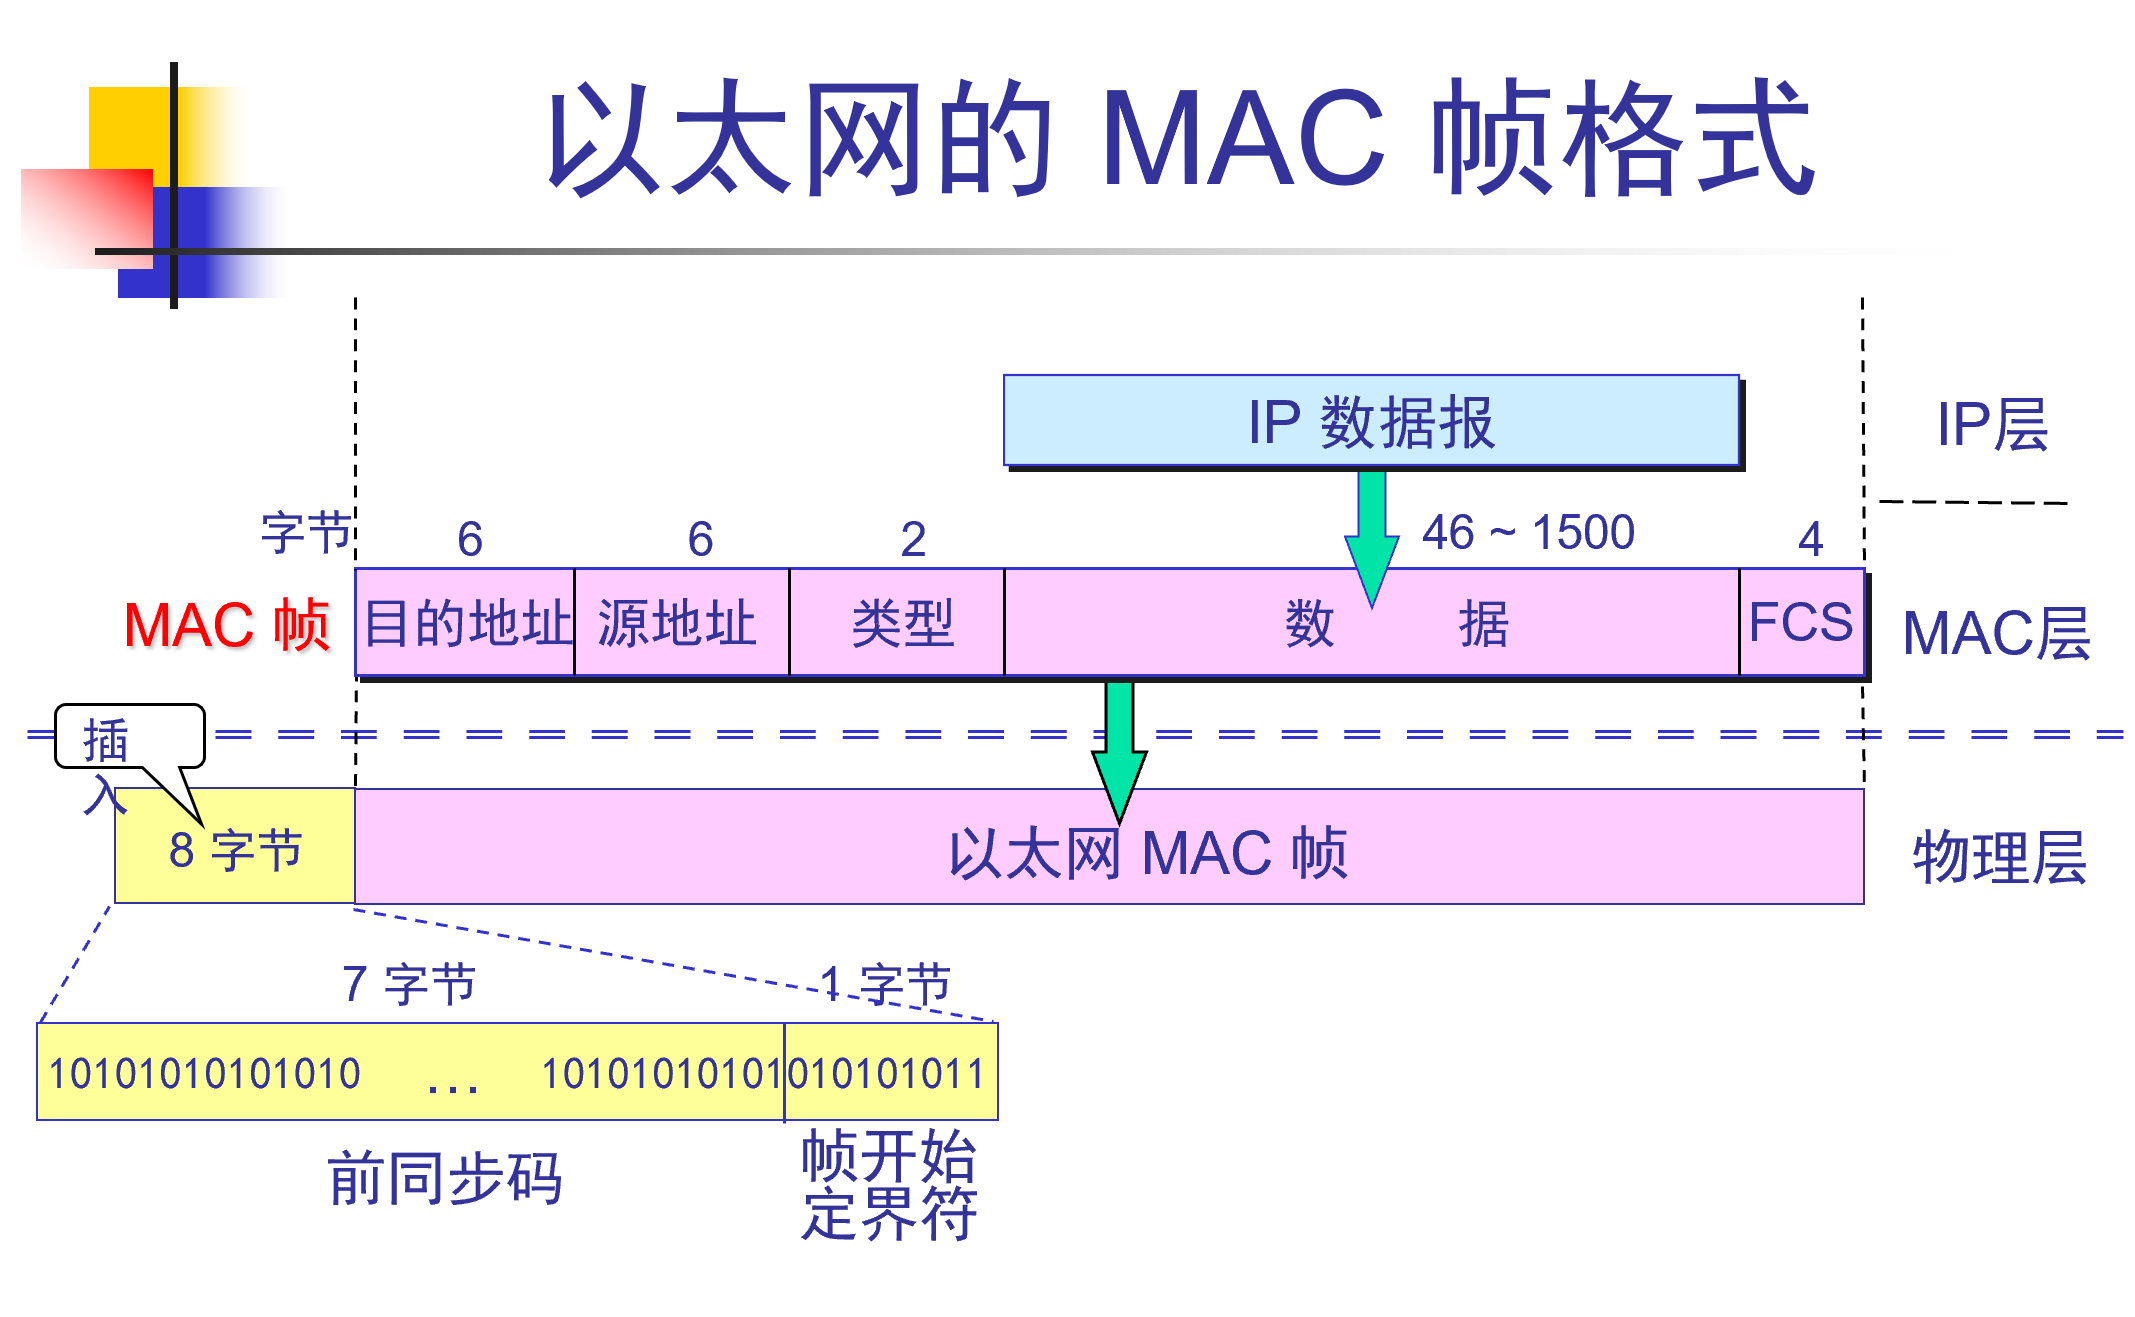 以太网的 MAC 帧格式
IP 数据报
IP层
字节 6 6 2 46 ~ 1500 4
MAC 帧 目的地址 源地址 类型 数 据 FCS MAC层
插
入
8 字节 以太网 MAC 帧 物理层
7 字节 1 字节
10101010101010 … 10101010101 010101011
前同步码
帧开始
定界符